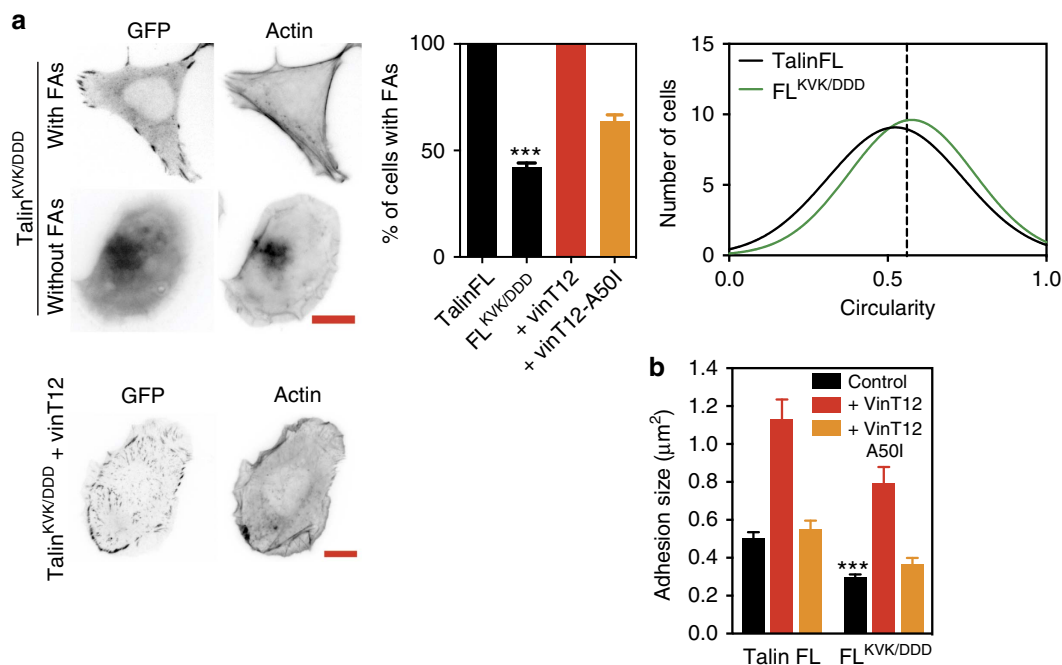 a
GFP
Actin
Talin^KVK/DDD
With FAs
Without FAs
% of cells with FAs
100
50
0
***
TalinFL
FL^KVK/DDD
+ vinT12
+ vinT12-A50I
Number of cells
15
10
5
0
TalinFL
FL^KVK/DDD
0.0
0.5
1.0
Circularity
GFP
Actin
Talin^KVK/DDD + vinT12
b
Adhesion size (μm²)
1.4
1.2
1.0
0.8
0.6
0.4
0.2
0.0
Control
+ VinT12
+ VinT12
A50I
***
Talin FL
FL^KVK/DDD